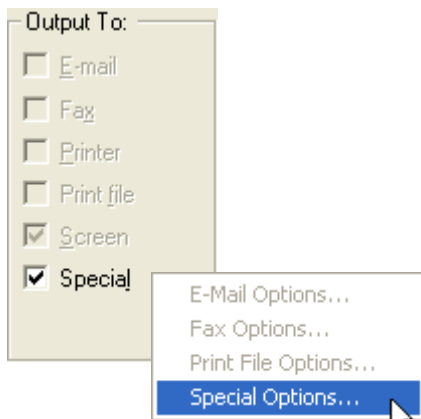 Output To:
E-mail
Fax
Printer
Print file
Screen
Special
E-Mail Options...
Fax Options...
Print File Options...
Special Options...